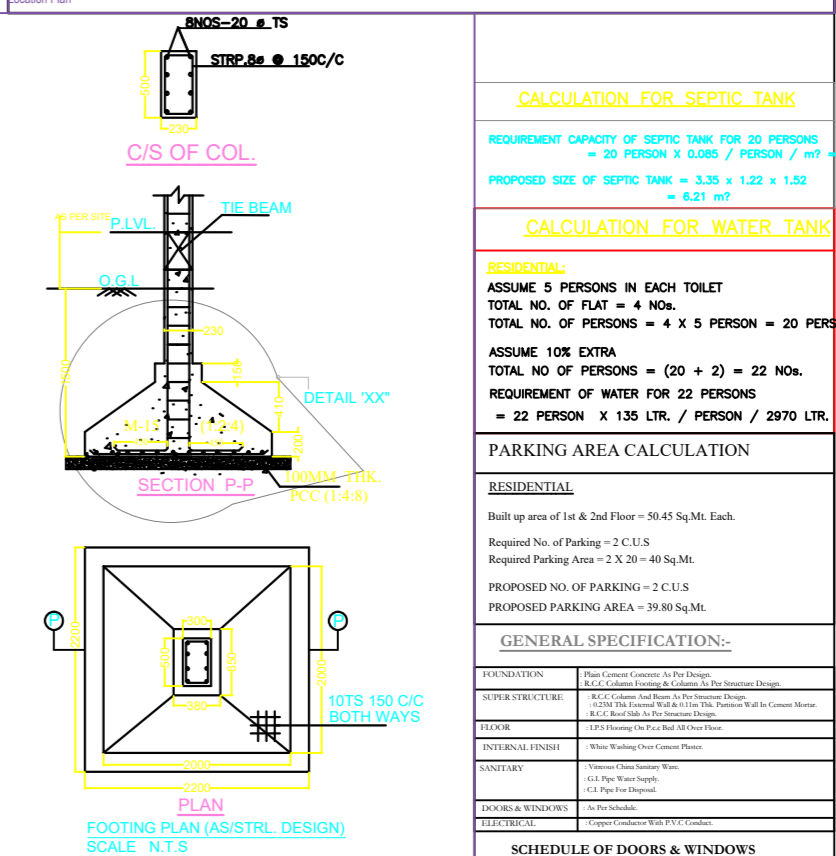 Location Plan
8NOS-20 ø TS
STRP.8ø @ 150C/C
500
230
C/S OF COL.
AS PER SITE
P.LVL.
TIE BEAM
O.G.L
230
150
DETAIL 'XX"
410
M-15 (1:2:4)
200
SECTION P-P
100MM THK.
PCC (1:4:8)
P
P
300
2200
500
650
2000
380
10TS 150 C/C
BOTH WAYS
2000
2200
PLAN
FOOTING PLAN (AS/STRL. DESIGN)
SCALE N.T.S
CALCULATION FOR SEPTIC TANK
REQUIREMENT CAPACITY OF SEPTIC TANK FOR 20 PERSONS
= 20 PERSON X 0.085 / PERSON / m? =
PROPOSED SIZE OF SEPTIC TANK = 3.35 x 1.22 x 1.52
= 6.21 m?
CALCULATION FOR WATER TANK
RESIDENTIAL:
ASSUME 5 PERSONS IN EACH TOILET
TOTAL NO. OF FLAT = 4 NOs.
TOTAL NO. OF PERSONS = 4 X 5 PERSON = 20 PERS
ASSUME 10% EXTRA
TOTAL NO OF PERSONS = (20 + 2) = 22 NOs.
REQUIREMENT OF WATER FOR 22 PERSONS
= 22 PERSON X 135 LTR. / PERSON / 2970 LTR.
PARKING AREA CALCULATION
RESIDENTIAL
Built up area of 1st & 2nd Floor = 50.45 Sq.Mt. Each.
Required No. of Parking = 2 C.U.S
Required Parking Area = 2 X 20 = 40 Sq.Mt.
PROPOSED NO. OF PARKING = 2 C.U.S
PROPOSED PARKING AREA = 39.80 Sq.Mt.
GENERAL SPECIFICATION:-
FOUNDATION : Plain Cement Concrete As Per Design.
: R.C.C Column Footing & Column As Per Structure Design.
SUPER STRUCTURE : R.C.C Column And Beam As Per Structure Design.
: 0.23M Thk External Wall & 0.11m Thk. Partition Wall In Cement Mortar.
: R.C.C Roof Slab As Per Structure Design.
FLOOR : I.P.S Flooring On P.c.c Bed All Over Floor.
INTERNAL FINISH : White Washing Over Cement Plaster.
SANITARY : Vitreous China Sanitary Ware.
: G.I. Pipe Water Supply.
: C.I. Pipe For Disposal.
DOORS & WINDOWS : As Per Schedule.
ELECTRICAL : Copper Conductor With P.V.C Conduct.
SCHEDULE OF DOORS & WINDOWS